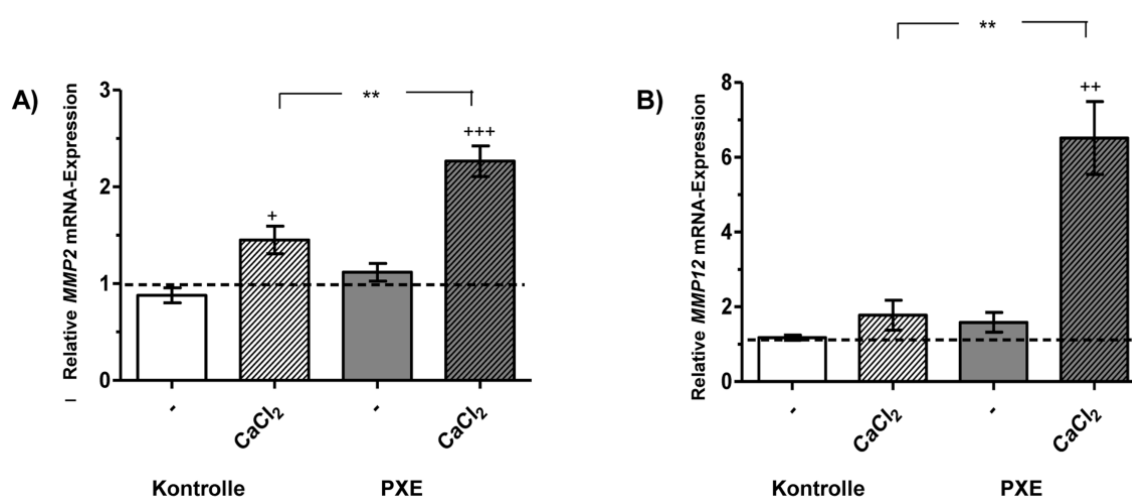 A)
Relative MMP2 mRNA-Expression
3
2
1
0
+
**
+++
-
CaCl₂
-
CaCl₂
Kontrolle
PXE
B)
Relative MMP12 mRNA-Expression
8
6
4
2
0
**
++
-
CaCl₂
-
CaCl₂
Kontrolle
PXE